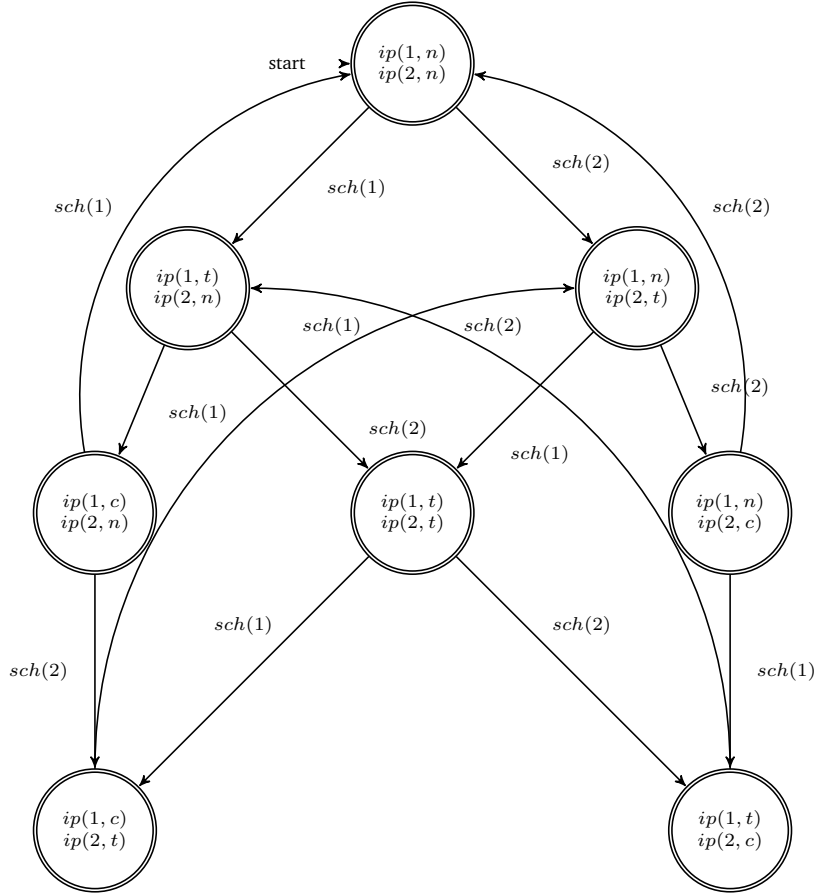 start
ip(1, n)
ip(2, n)
sch(1)
sch(2)
sch(1)
sch(2)
ip(1, t)
ip(2, n)
ip(1, n)
ip(2, t)
sch(1)
sch(2)
sch(1)
sch(2)
sch(2)
sch(1)
ip(1, c)
ip(2, n)
ip(1, t)
ip(2, t)
ip(1, n)
ip(2, c)
sch(1)
sch(2)
sch(2)
sch(1)
ip(1, c)
ip(2, t)
ip(1, t)
ip(2, c)